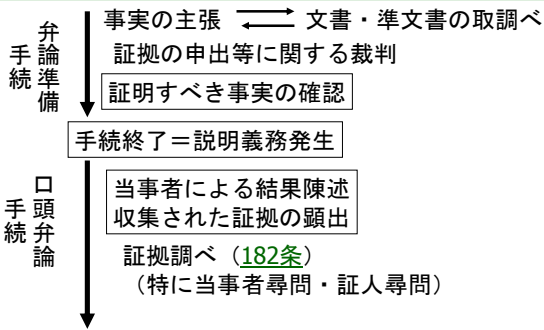 弁論準備
手続
事実の主張 文書・準文書の取調べ
証拠の申出等に関する裁判
証明すべき事実の確認
手続終了＝説明義務発生
口頭弁論
手続
当事者による結果陳述
収集された証拠の顕出
証拠調べ（182条）
（特に当事者尋問・証人尋問）